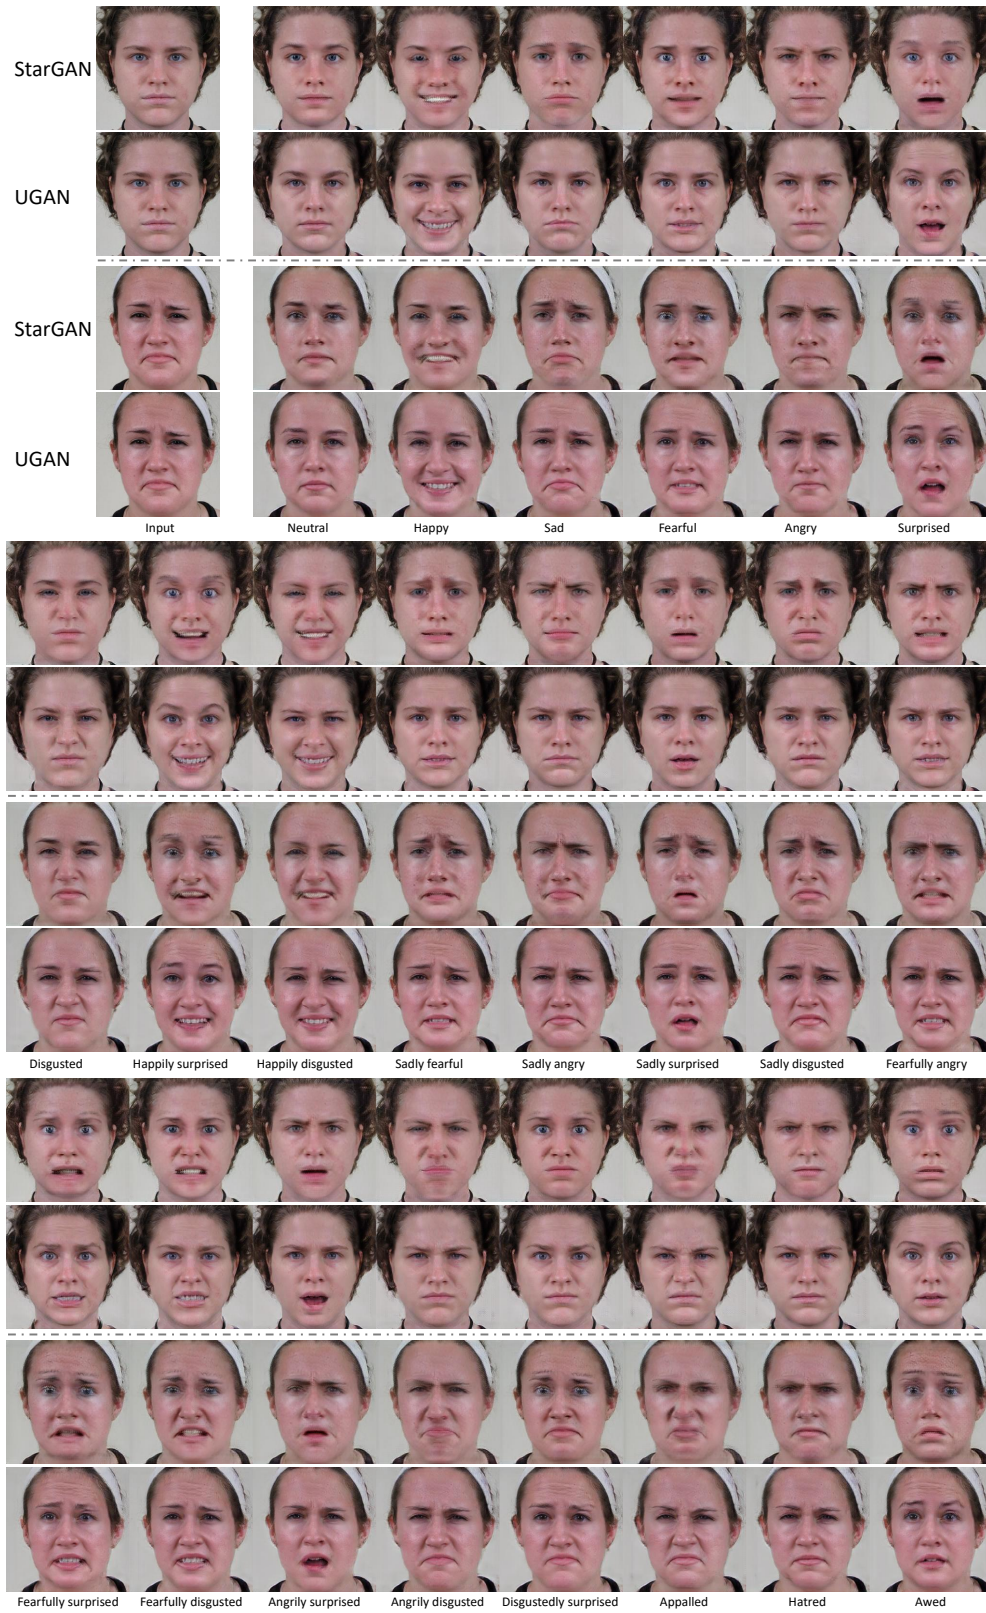 StarGAN
UGAN
StarGAN
UGAN
Input Neutral Happy Sad Fearful Angry Surprised
Disgusted Happily surprised Happily disgusted Sadly fearful Sadly angry Sadly surprised Sadly disgusted Fearfully angry
Fearfully surprised Fearfully disgusted Angrily surprised Angrily disgusted Disgustedly surprised Appalled Hatred Awed